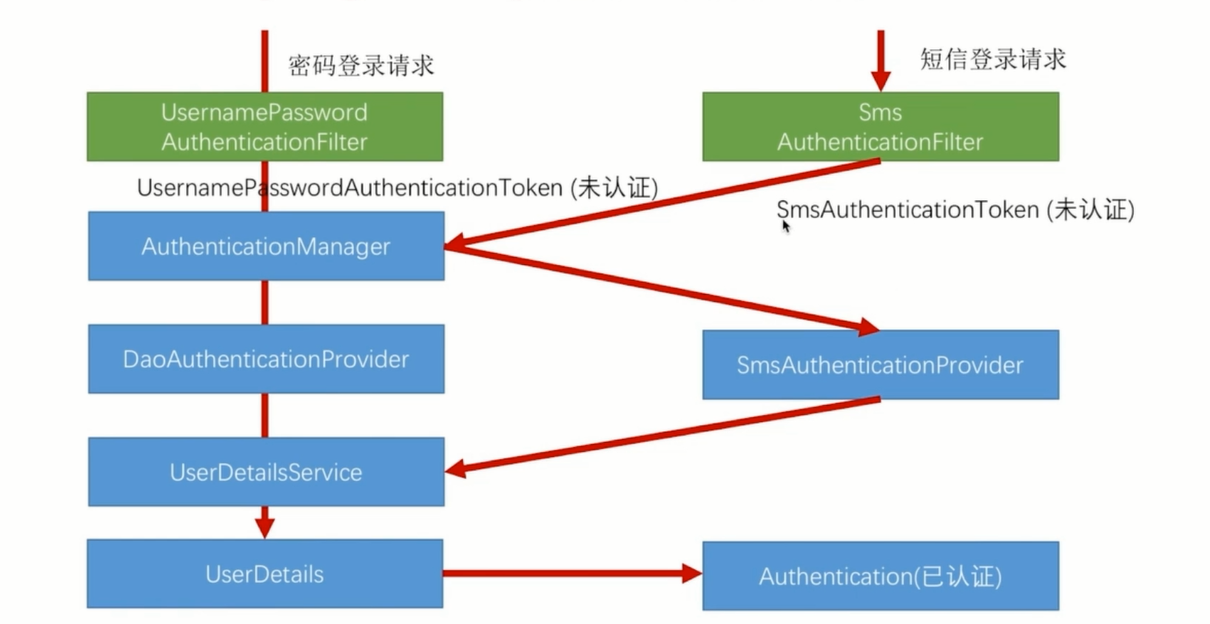 密码登录请求
短信登录请求
UsernamePassword
AuthenticationFilter
Sms
AuthenticationFilter
UsernamePasswordAuthenticationToken (未认证)
SmsAuthenticationToken (未认证)
AuthenticationManager
DaoAuthenticationProvider
SmsAuthenticationProvider
UserDetailsService
UserDetails
Authentication(已认证)